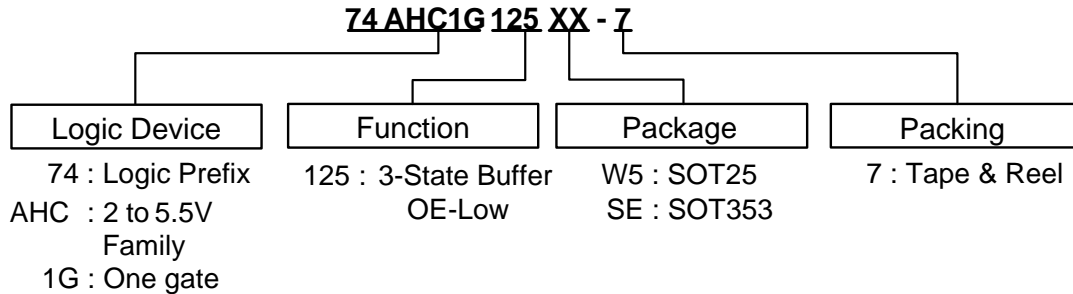 74 AHC1G 125 XX - 7
Logic Device
74 : Logic Prefix
AHC : 2 to 5.5V
Family
1G : One gate
Function
125 : 3-State Buffer
OE-Low
Package
W5 : SOT25
SE : SOT353
Packing
7 : Tape & Reel